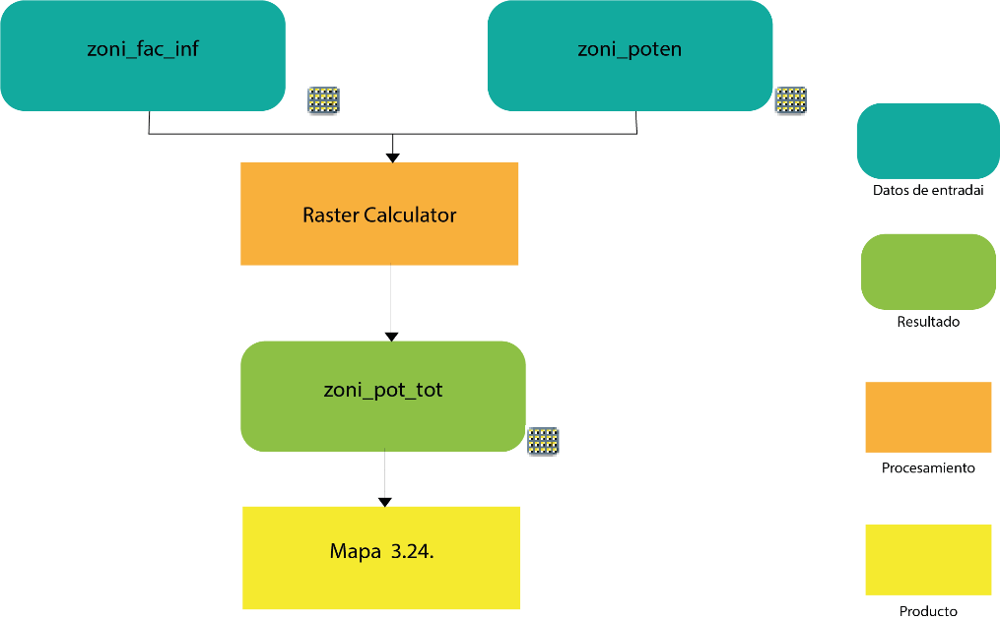 zoni_fac_inf
zoni_poten
Raster Calculator
zoni_pot_tot
Mapa 3.24.
Datos de entradai
Resultado
Procesamiento
Producto